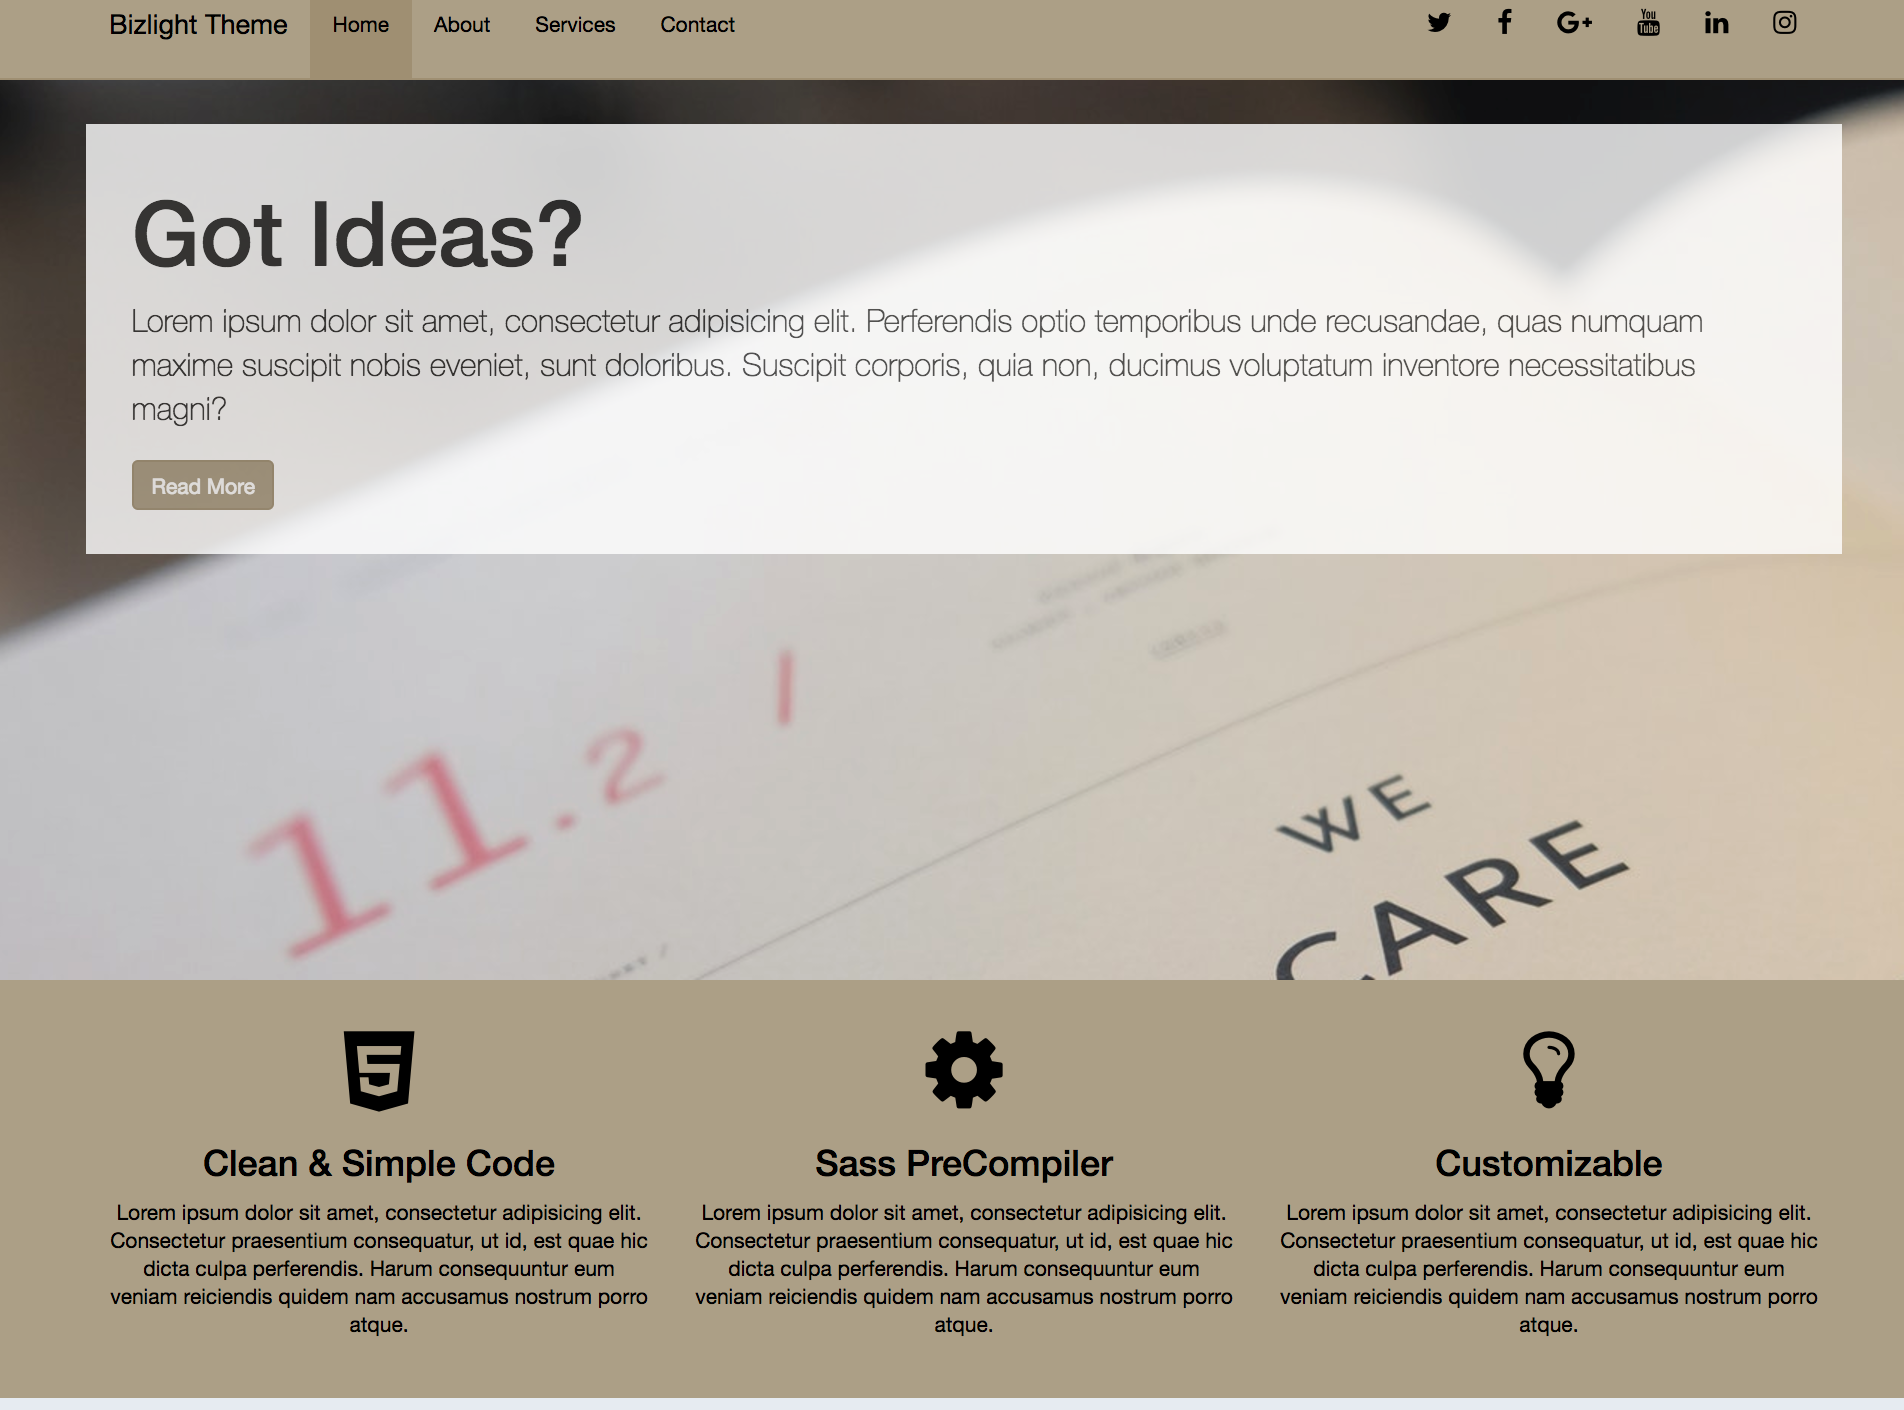 Bizlight Theme Home About Services Contact
Got Ideas?
Lorem ipsum dolor sit amet, consectetur adipisicing elit. Perferendis optio temporibus unde recusandae, quas numquam
maxime suscipit nobis eveniet, sunt doloribus. Suscipit corporis, quia non, ducimus voluptatum inventore necessitatibus
magni?
Read More
11.2 /
WE
CARE
Clean & Simple Code
Lorem ipsum dolor sit amet, consectetur adipisicing elit.
Consectetur praesentium consequatur, ut id, est quae hic
dicta culpa perferendis. Harum consequuntur eum
veniam reiciendis quidem nam accusamus nostrum porro
atque.
Sass PreCompiler
Lorem ipsum dolor sit amet, consectetur adipisicing elit.
Consectetur praesentium consequatur, ut id, est quae hic
dicta culpa perferendis. Harum consequuntur eum
veniam reiciendis quidem nam accusamus nostrum porro
atque.
Customizable
Lorem ipsum dolor sit amet, consectetur adipisicing elit.
Consectetur praesentium consequatur, ut id, est quae hic
dicta culpa perferendis. Harum consequuntur eum
veniam reiciendis quidem nam accusamus nostrum porro
atque.